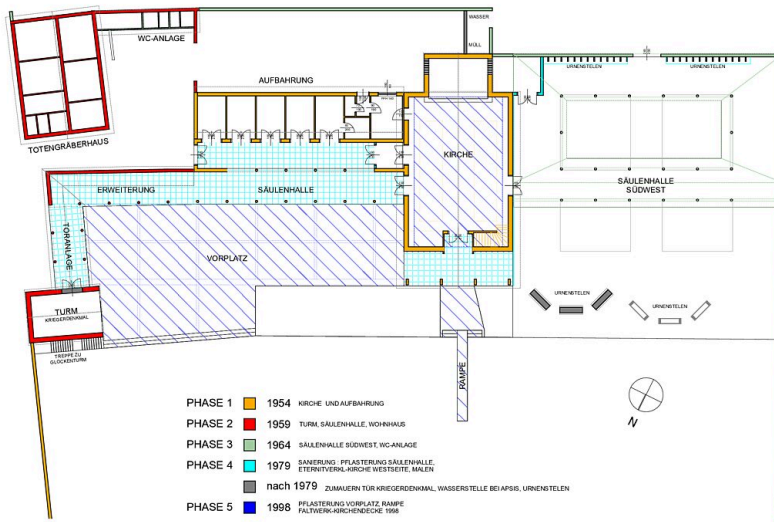 WASSER
WC-ANLAGE
MÜLL
URNENSTELEN
URNENSTELEN
AUFBAHRUNG
TOTENGRÄBERHAUS
KIRCHE
ERWEITERUNG
SÄULENHALLE
SÄULENHALLE
SÜDWEST
TORANLAGE
VORPLATZ
TURM
KRIEGERDENKMAL
URNENSTELEN
URNENSTELEN
TREPPE ZU
GLOCKENTURM
RAMPE
N
PHASE 1 1954 KIRCHE UND AUFBAHRUNG
PHASE 2 1959 TURM, SÄULENHALLE, WOHNHAUS
PHASE 3 1964 SÄULENHALLE SÜDWEST, WC-ANLAGE
PHASE 4 1979 SANIERUNG : PFLASTERUNG SÄULENHALLE,
ETERNITVERKL-KIRCHE WESTSEITE, MALEN
nach 1979 ZUMAUERN TÜR KRIEGERDENKMAL, WASSERSTELLE BEI APSIS, URNENSTELEN
PHASE 5 1998 PFLASTERUNG VORPLATZ, RAMPE
FALTWERK-KIRCHENDECKE 1998